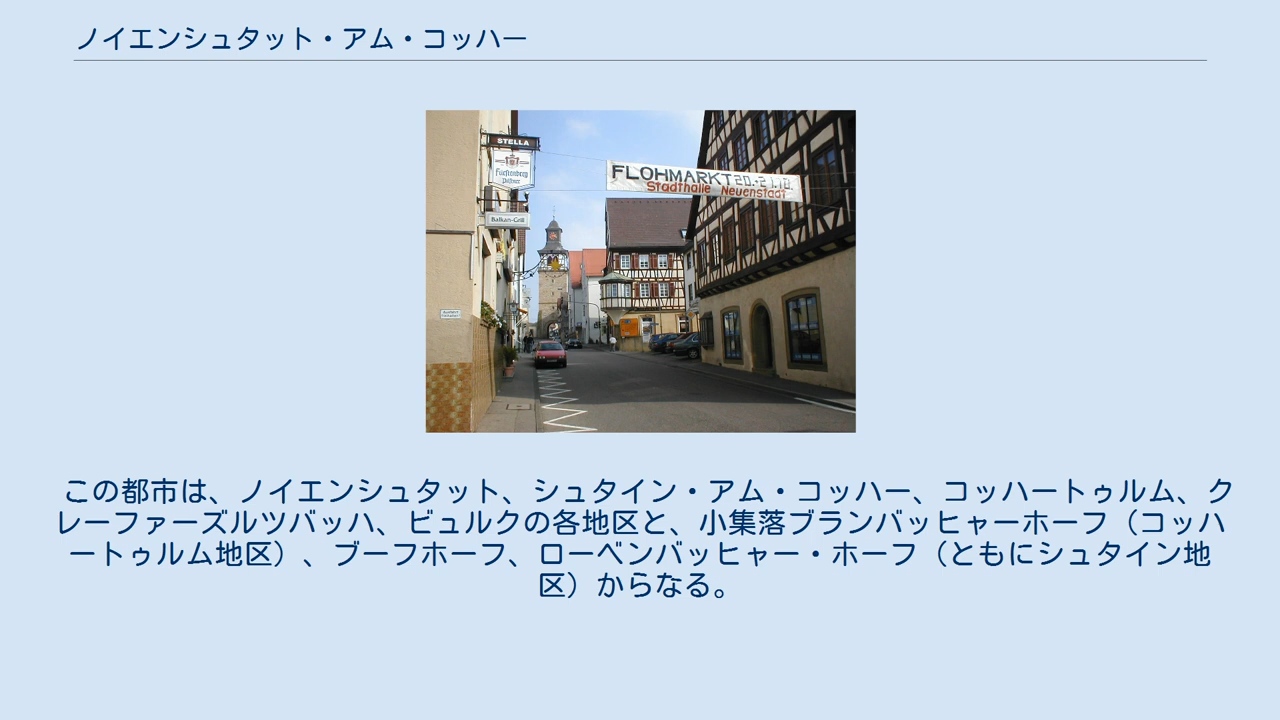 ノイエンシュタット・アム・コッハー
STELLA
Fürstenberg
Pilsner
Balkan-Grill
FLOHMARKT 20.+21.10.
Stadthalle Neuenstadt
この都市は、ノイエンシュタット、シュタイン・アム・コッハー、コッハートゥルム、ク
レーファーズルツバッハ、ビュルクの各地区と、小集落ブランバッヒャーホーフ（コッハ
ートゥルム地区）、ブーフホーフ、ローベンバッヒャー・ホーフ（ともにシュタイン地
区）からなる。